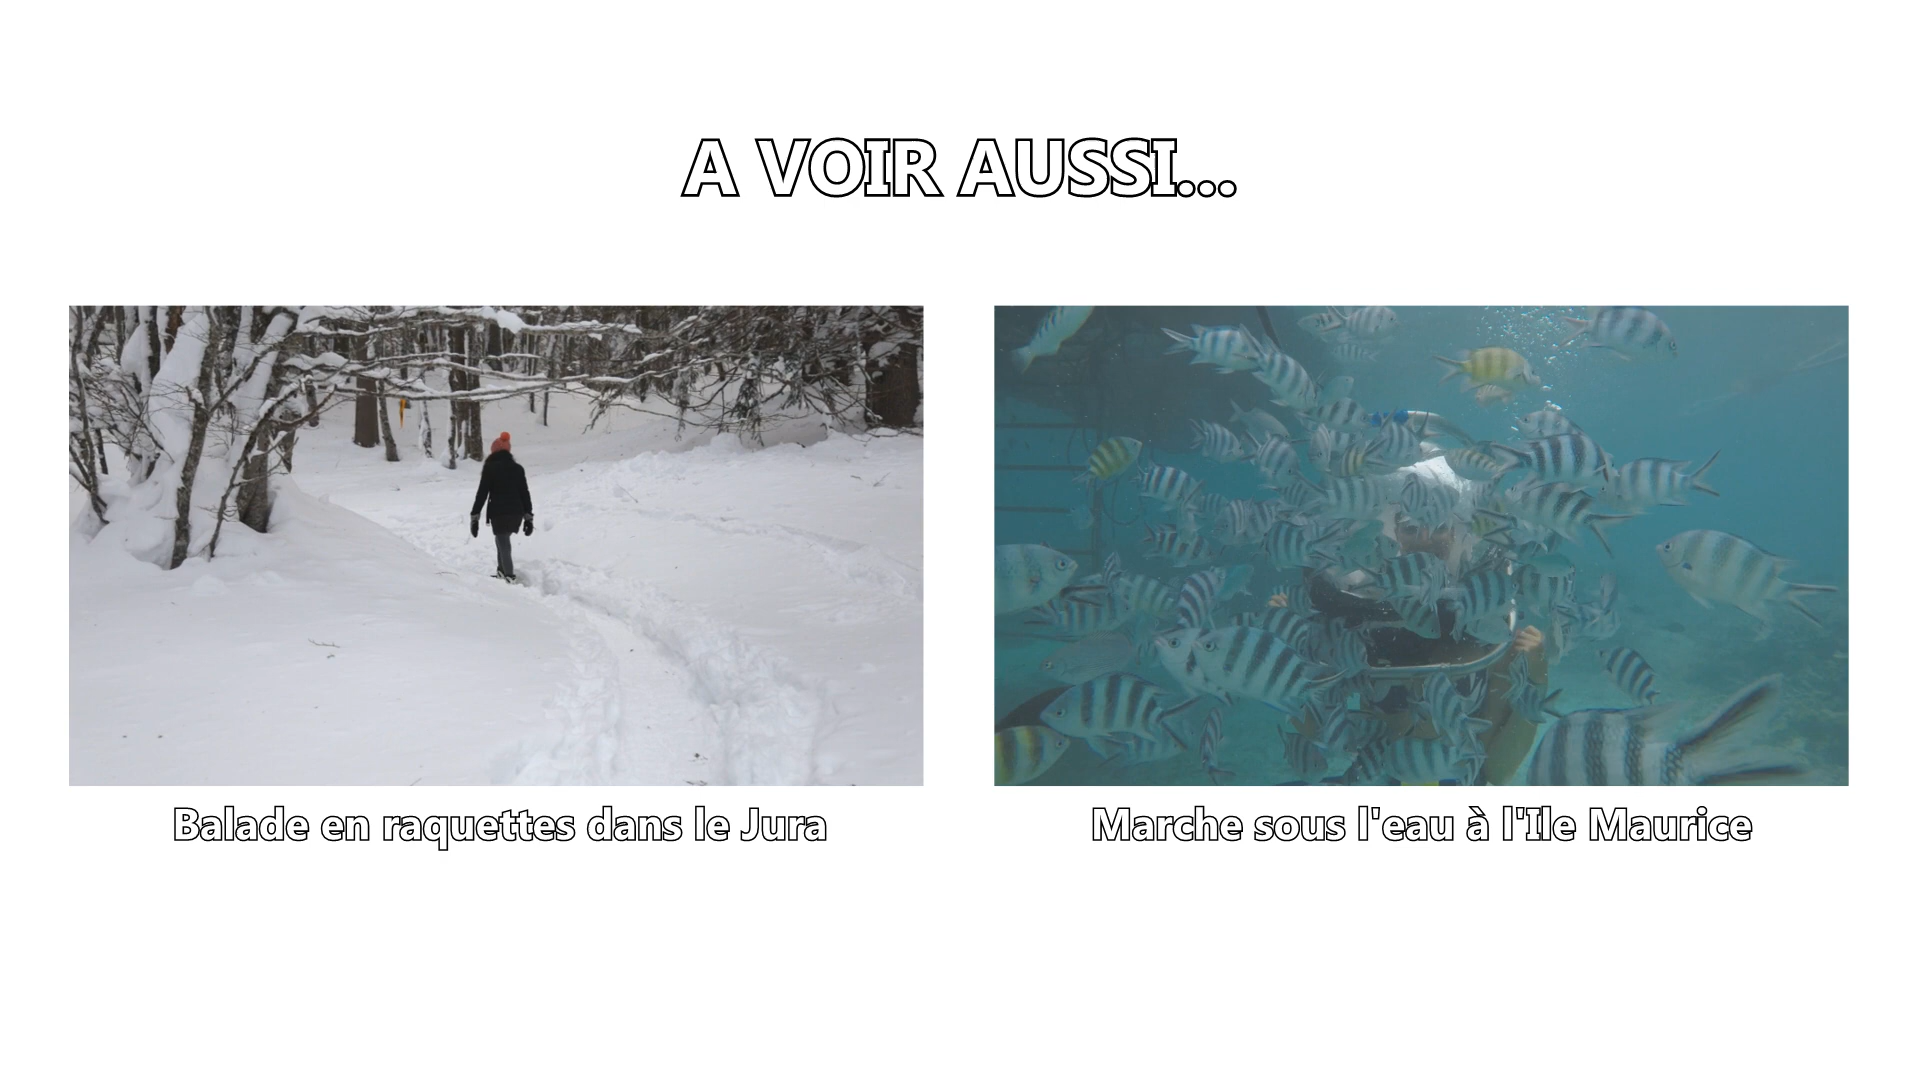 A VOIR AUSSI...
Balade en raquettes dans le Jura
Marche sous l'eau à l'Ile Maurice